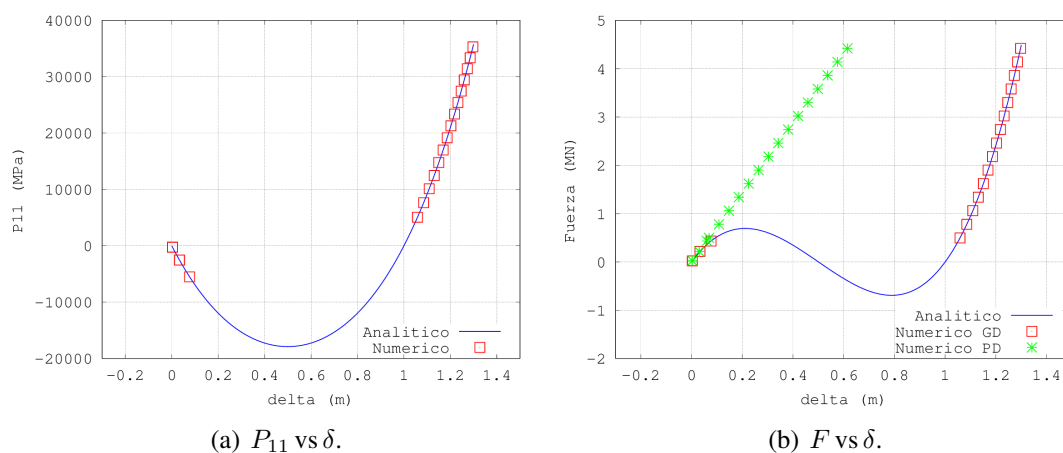 40000
30000
20000
10000
0
−10000
−20000
P11 (MPa)
Analitico
Numerico
−0.2 0 0.2 0.4 0.6 0.8 1 1.2 1.4
delta (m)
(a) P11 vs δ.
5
4
3
2
1
0
−1
−2
Fuerza (MN)
Analitico
Numerico GD
Numerico PD
−0.2 0 0.2 0.4 0.6 0.8 1 1.2 1.4
delta (m)
(b) F vs δ.